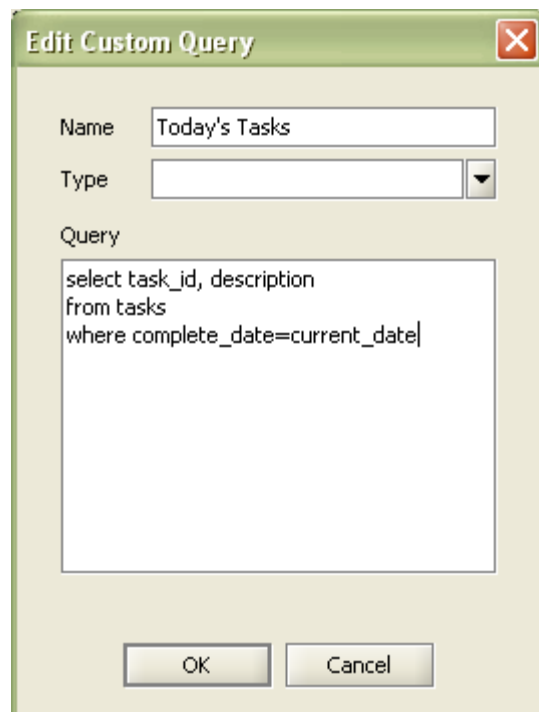 Edit Custom Query
Name Today's Tasks
Type
Query
select task_id, description
from tasks
where complete_date=current_date
OK Cancel